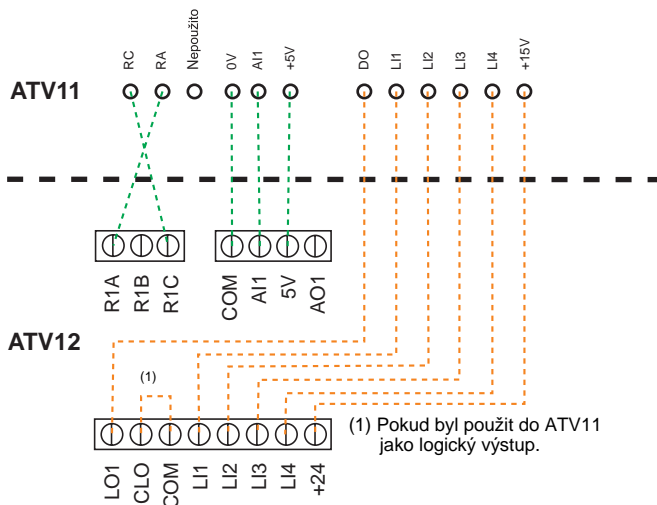 RC RA Nepoužito 0V AI1 +5V DO LI1 LI2 LI3 LI4 +15V
ATV11
R1A R1B R1C COM AI1 5V AO1
ATV12
(1)
(1) Pokud byl použit do ATV11
jako logický výstup.
LO1 CLO COM LI1 LI2 LI3 LI4 +24